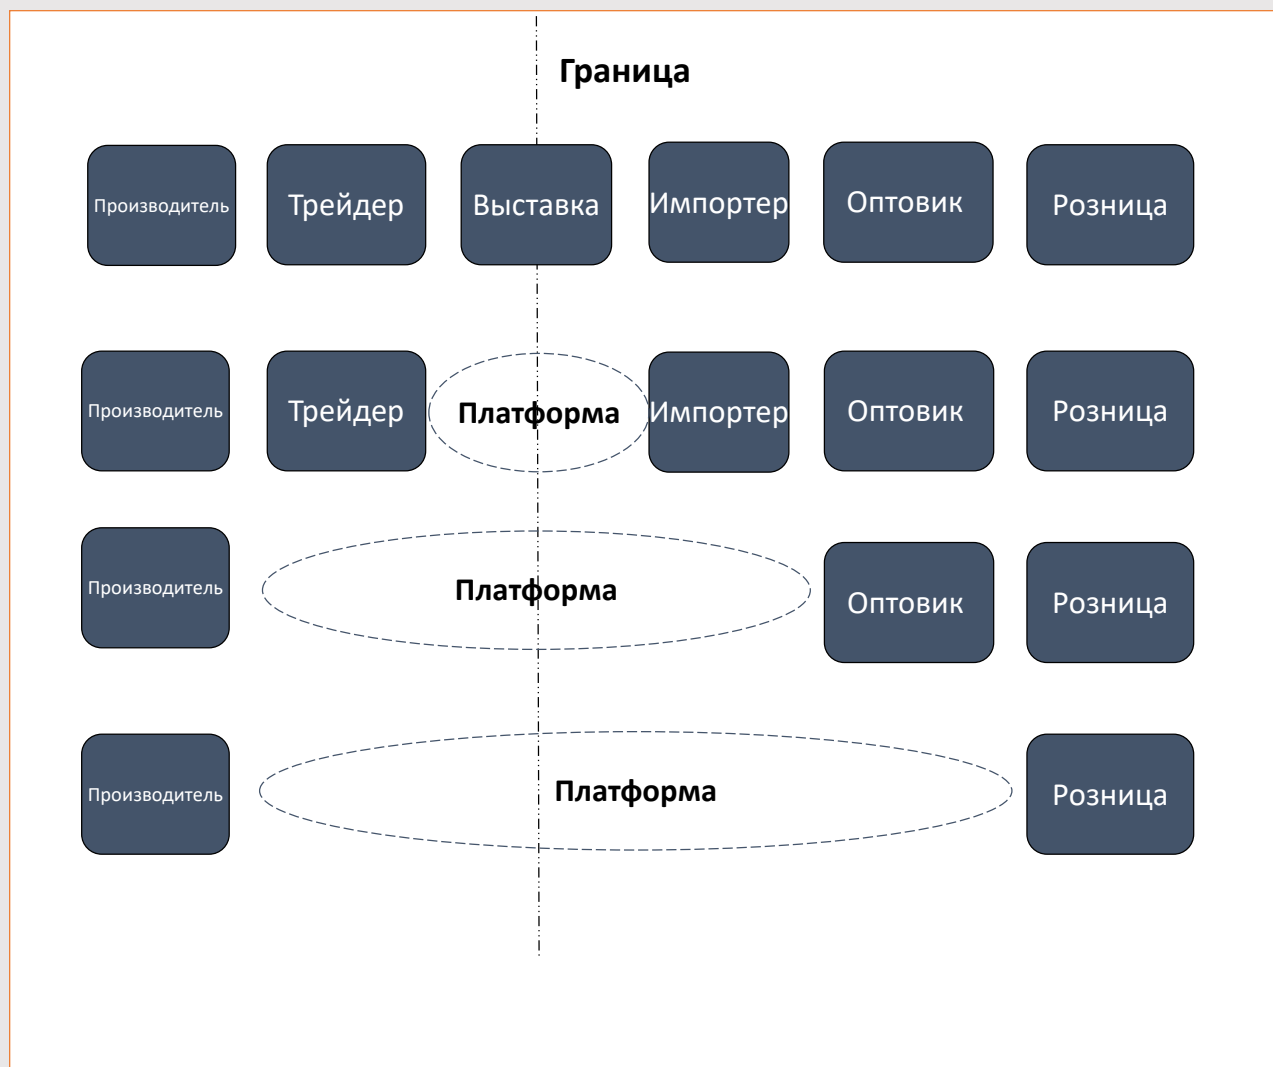 Граница
Производитель
Трейдер
Выставка
Импортер
Оптовик
Розница
Производитель
Трейдер
Платформа
Импортер
Оптовик
Розница
Производитель
Платформа
Оптовик
Розница
Производитель
Платформа
Розница